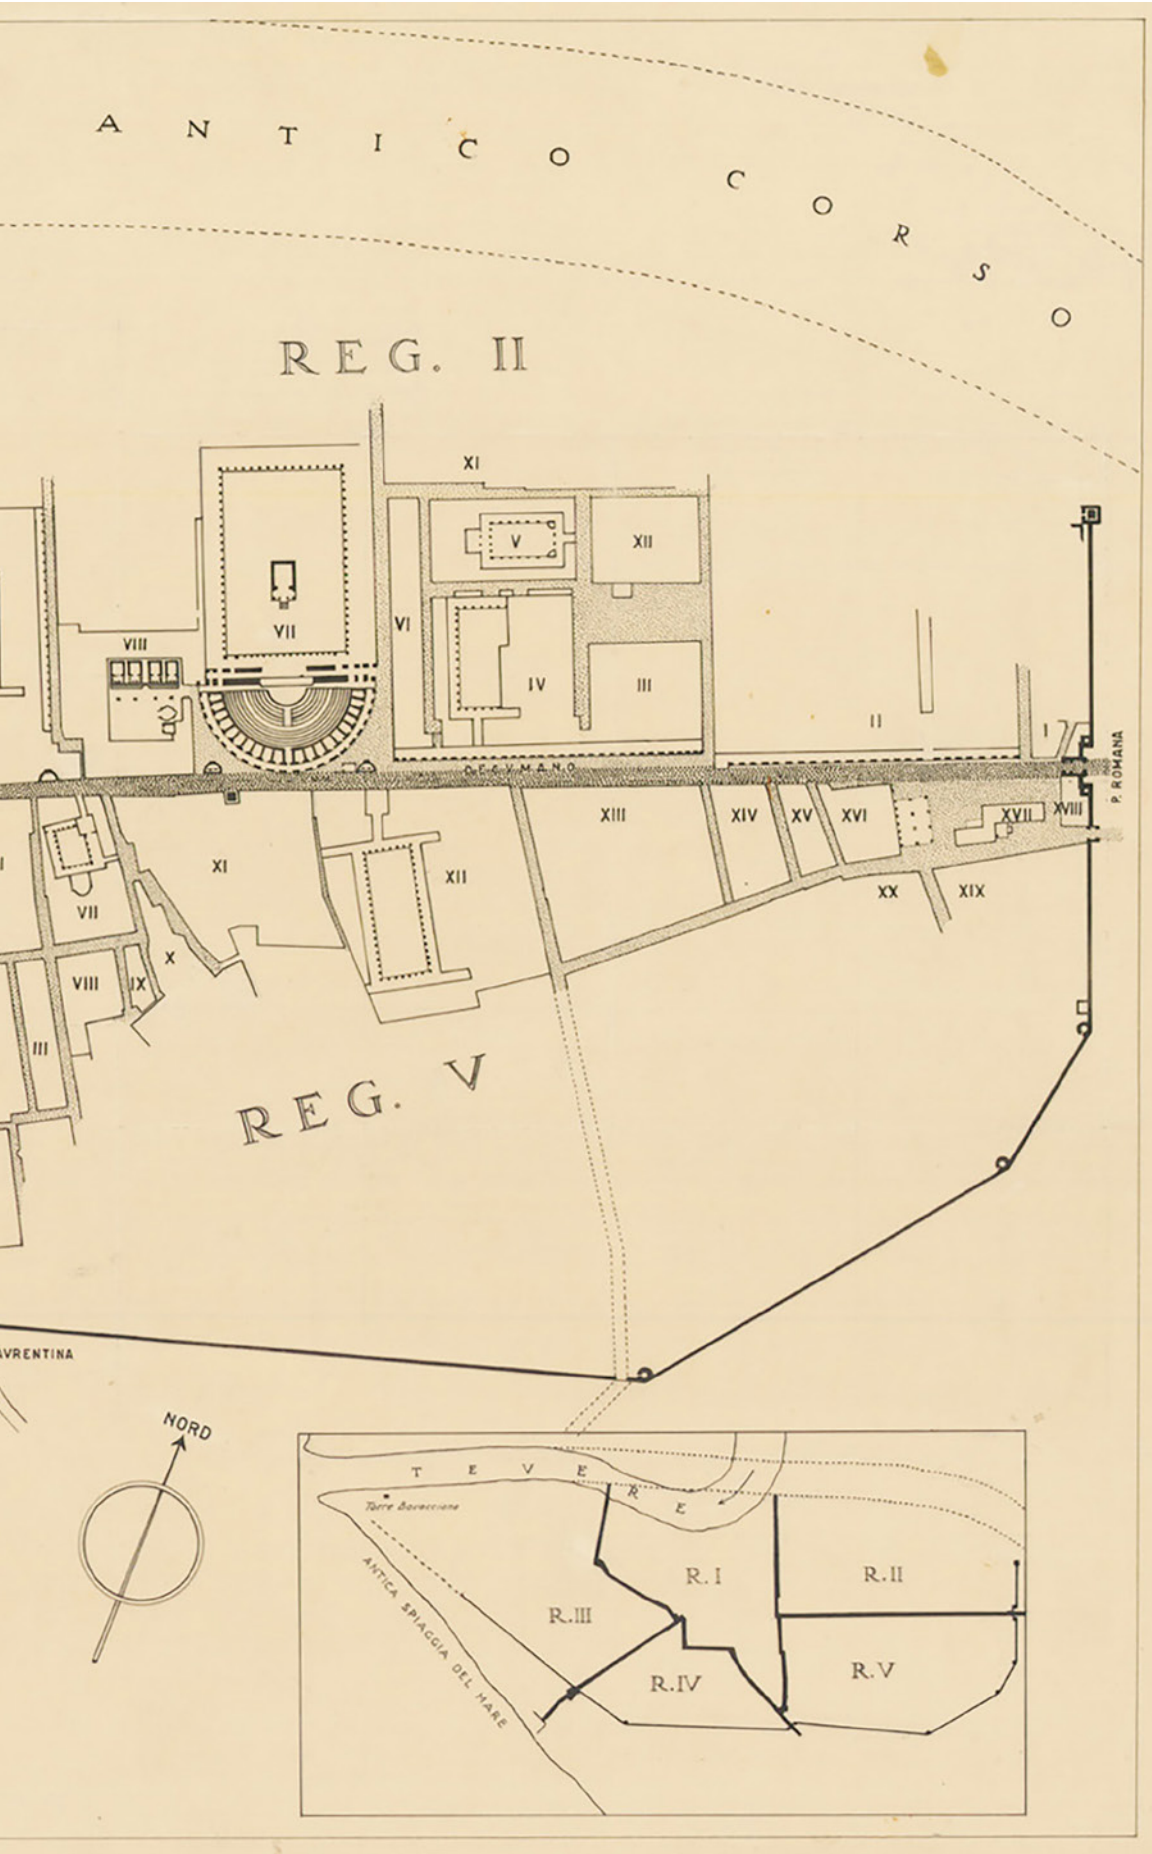 ANTICO CORSO
REG. II
XI
V
XII
VII
VI
VIII
IV
III
II
I
DECVMANO
P. ROMANA
XIII
XIV
XV
XVI
XVII
XVIII
XI
XII
XX
XIX
VII
X
VIII
IX
III
REG. V
AVRENTINA
NORD
TEVERE
Torre Bovacciana
ANTICA SPIAGGIA DEL MARE
R. I
R. II
R. III
R. IV
R. V